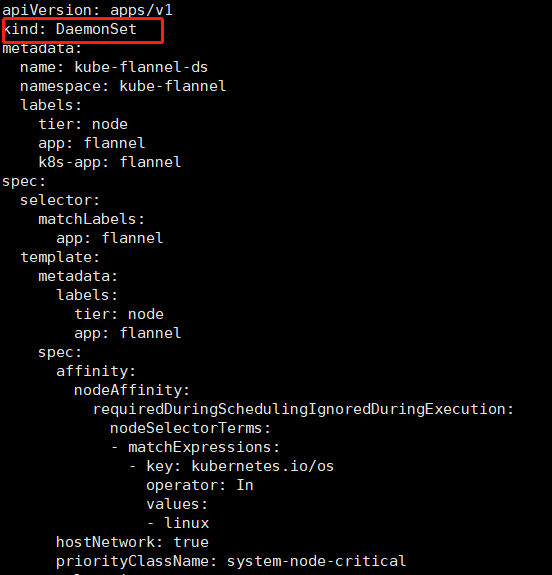 apiVersion: apps/v1
kind: DaemonSet
metadata:
  name: kube-flannel-ds
  namespace: kube-flannel
  labels:
    tier: node
    app: flannel
    k8s-app: flannel
spec:
  selector:
    matchLabels:
      app: flannel
  template:
    metadata:
      labels:
        tier: node
        app: flannel
    spec:
      affinity:
        nodeAffinity:
          requiredDuringSchedulingIgnoredDuringExecution:
            nodeSelectorTerms:
            - matchExpressions:
              - key: kubernetes.io/os
                operator: In
                values:
                - linux
      hostNetwork: true
      priorityClassName: system-node-critical